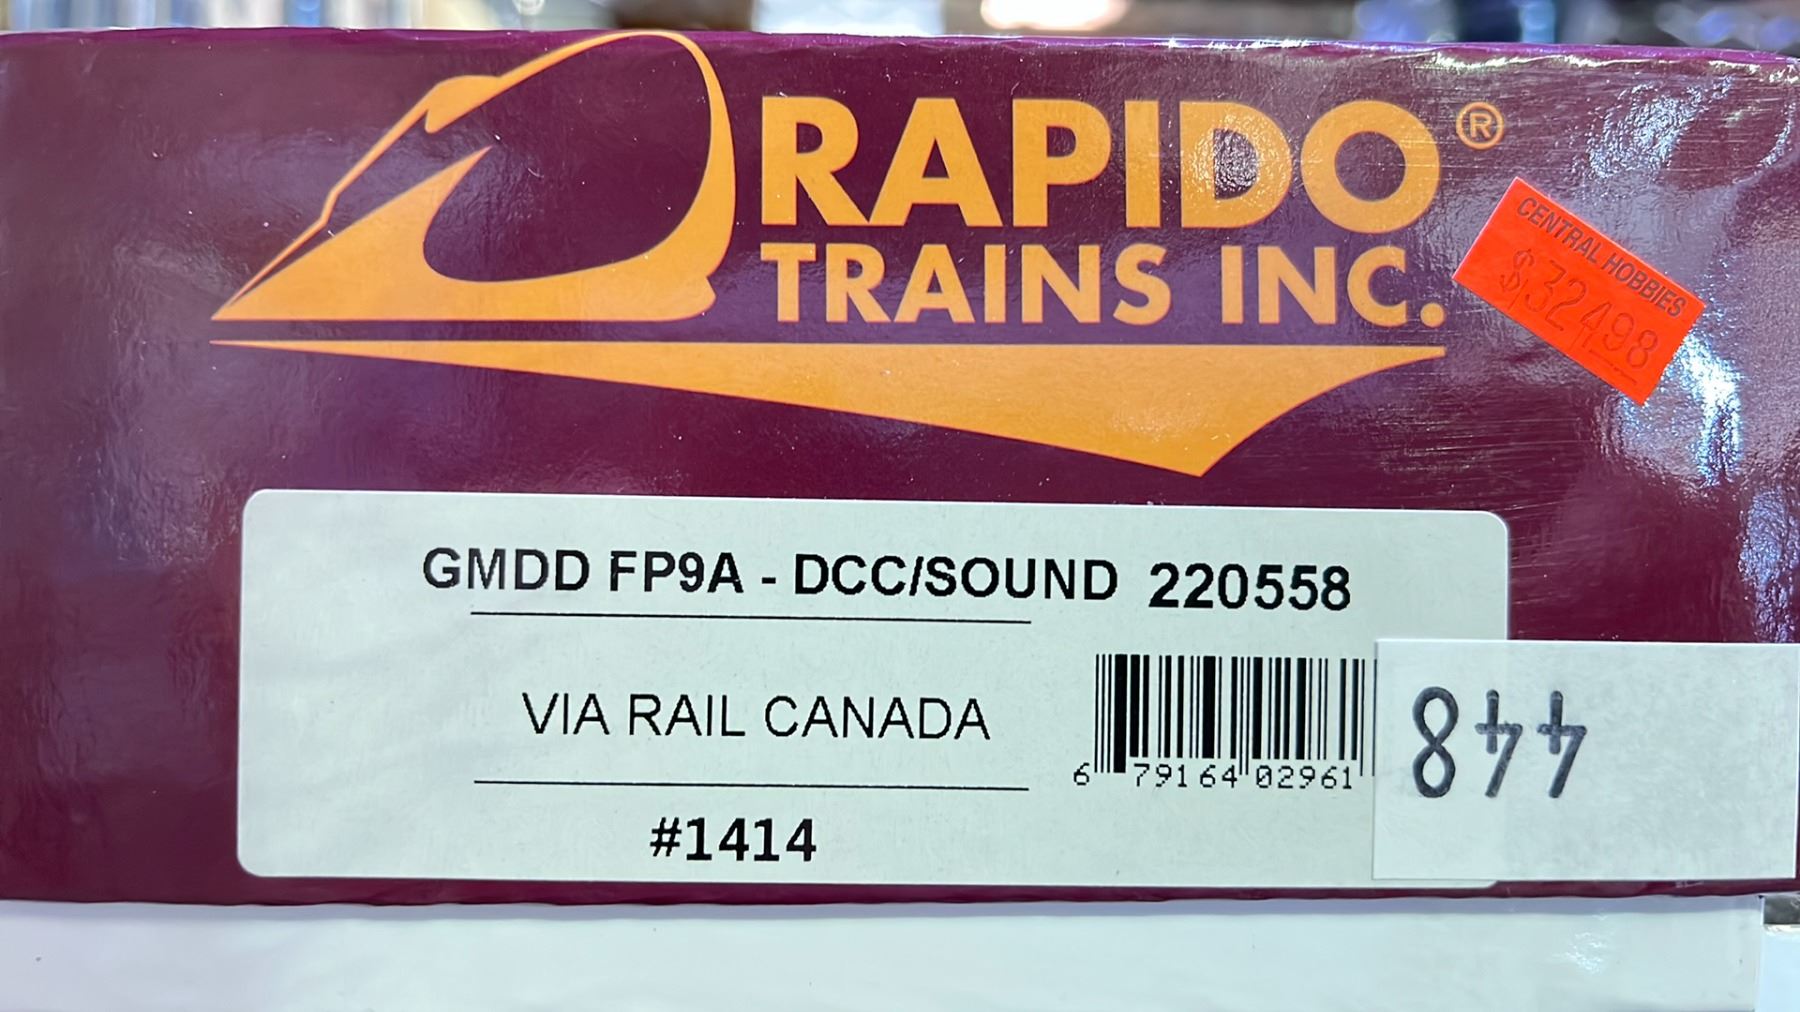 RAPIDO®
TRAINS INC.
CENTRAL HOBBIES
$324.98
GMDD FP9A - DCC/SOUND 220558
VIA RAIL CANADA
6 79164 02961
#1414
448